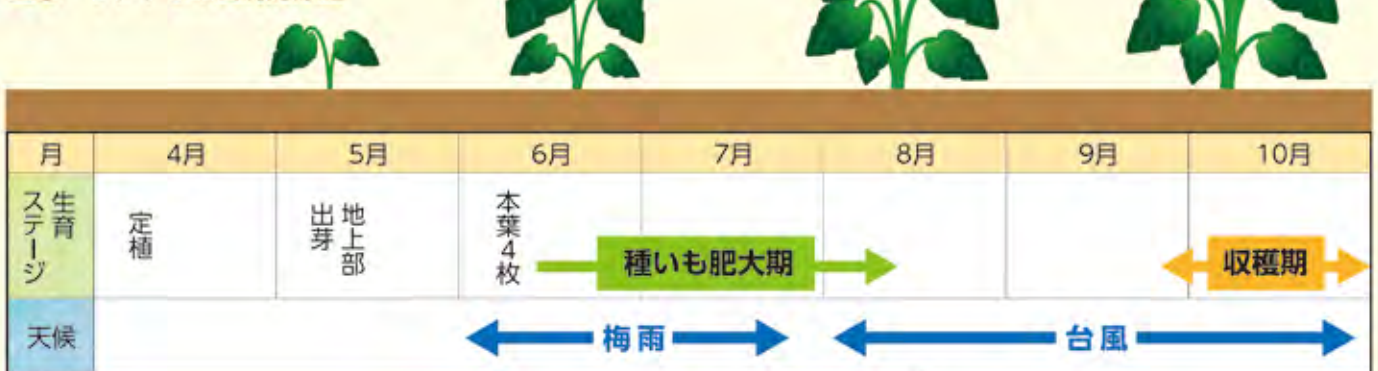 月 4月 5月 6月 7月 8月 9月 10月
生育ステージ
定植
地上部出芽
本葉4枚
種いも肥大期
収穫期
天候
梅雨
台風